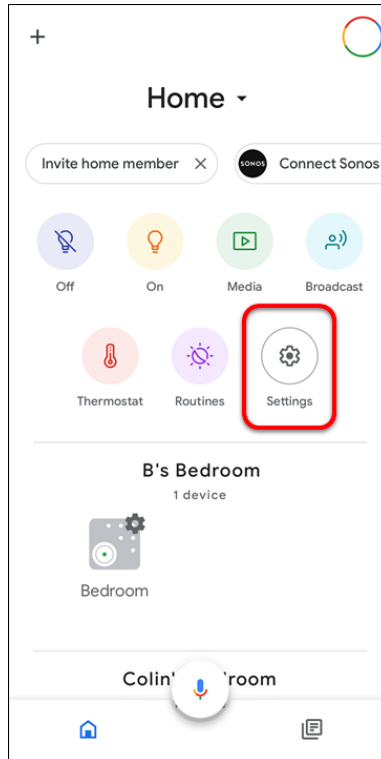 Home
Invite home member
SONOS Connect Sonos
Off On Media Broadcast
Thermostat Routines Settings
B's Bedroom
1 device
Bedroom